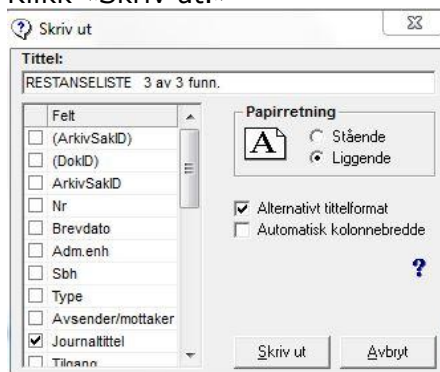 Klikk «Skriv ut.»
Skriv ut
Tittel:
RESTANSELISTE 3 av 3 funn.
Felt
(ArkivSakID)
(DokID)
ArkivSakID
Nr
Brevdato
Adm.enh
Sbh
Type
Avsender/mottaker
Journaltittel
Tilgang
Papirretning
A
Stående
Liggende
Alternativt tittelformat
Automatisk kolonnebredde
?
Skriv ut
Avbryt